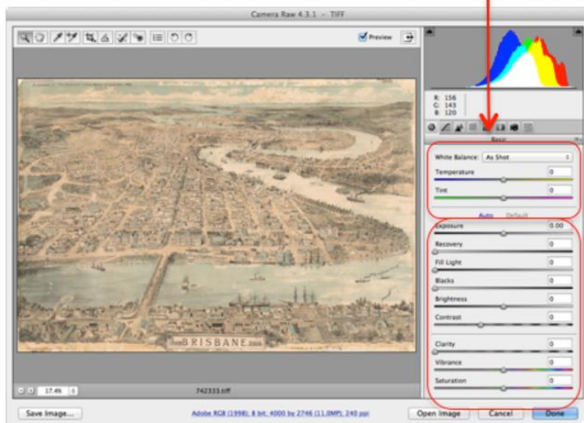 Camera Raw 4.3.1 - TIFF
Preview
R: 156
G: 143
B: 120
Basic
White Balance: As Shot
Temperature 0
Tint 0
Auto Default
Exposure 0.00
Recovery 0
Fill Light 0
Blacks 0
Brightness 0
Contrast 0
Clarity 0
Vibrance 0
Saturation 0
BRISBANE
17.4%
742333.tiff
Save Image...
Adobe RGB (1998); 8 bit; 4000 by 2746 (11.0MP); 240 ppi
Open Image
Cancel
Done